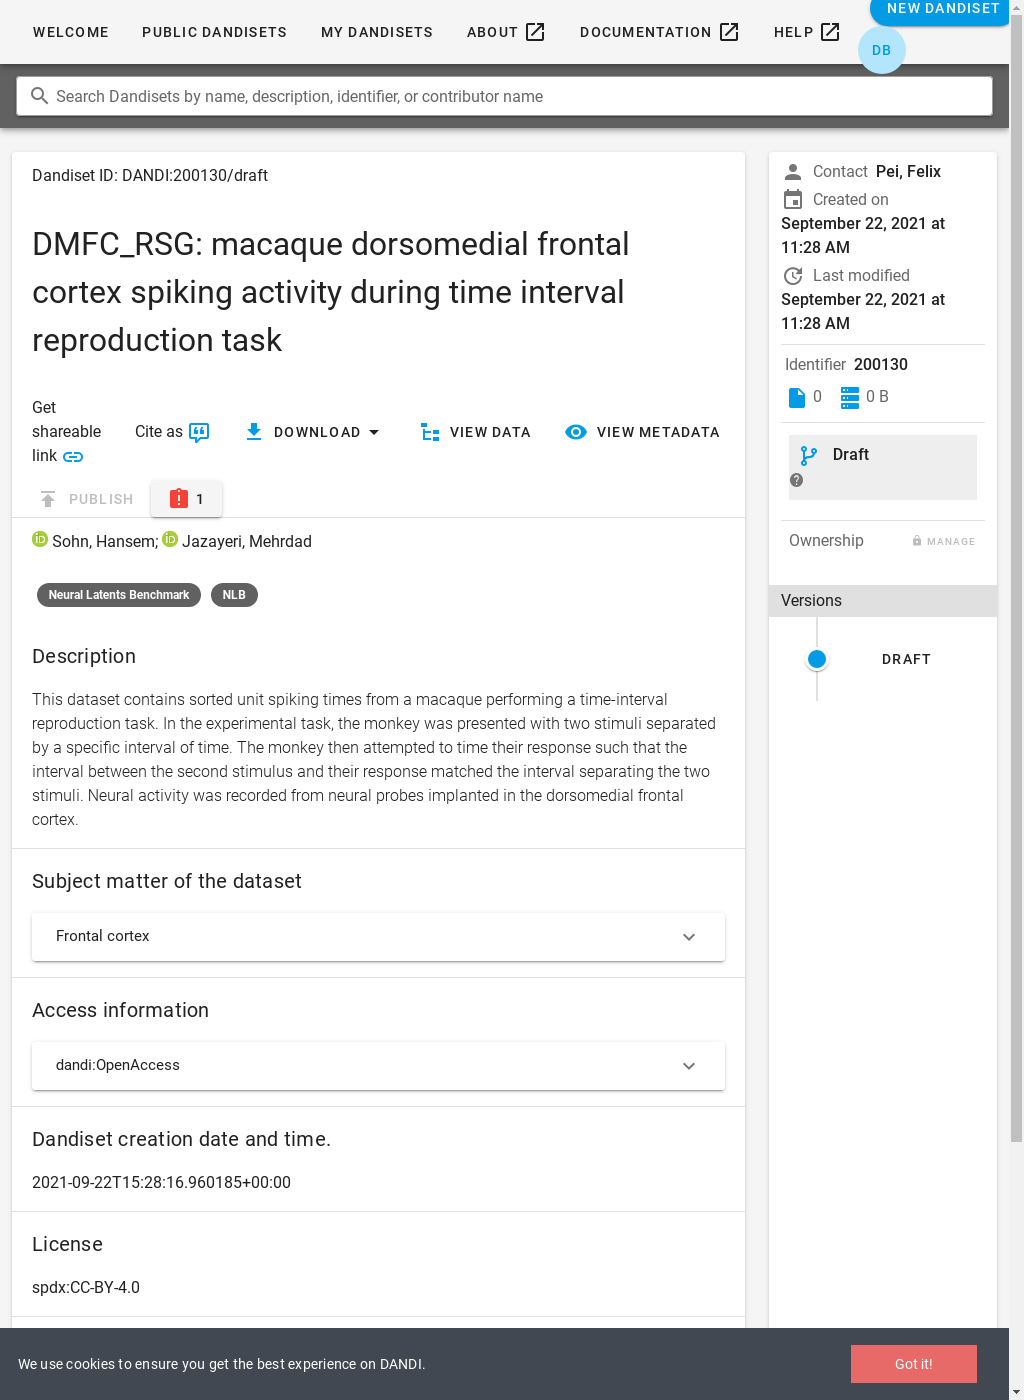 WELCOME PUBLIC DANDISETS MY DANDISETS ABOUT DOCUMENTATION HELP NEW DANDISET
DB
Search Dandisets by name, description, identifier, or contributor name
Dandiset ID: DANDI:200130/draft
DMFC_RSG: macaque dorsomedial frontal
cortex spiking activity during time interval
reproduction task
Get
shareable
link
Cite as
DOWNLOAD
VIEW DATA
VIEW METADATA
PUBLISH
1
Sohn, Hansem; Jazayeri, Mehrdad
Neural Latents Benchmark NLB
Description
This dataset contains sorted unit spiking times from a macaque performing a time-interval
reproduction task. In the experimental task, the monkey was presented with two stimuli separated
by a specific interval of time. The monkey then attempted to time their response such that the
interval between the second stimulus and their response matched the interval separating the two
stimuli. Neural activity was recorded from neural probes implanted in the dorsomedial frontal
cortex.
Subject matter of the dataset
Frontal cortex
Access information
dandi:OpenAccess
Dandiset creation date and time.
2021-09-22T15:28:16.960185+00:00
License
spdx:CC-BY-4.0
Contact Pei, Felix
Created on
September 22, 2021 at
11:28 AM
Last modified
September 22, 2021 at
11:28 AM
Identifier 200130
0 0 B
Draft
Ownership MANAGE
Versions
DRAFT
We use cookies to ensure you get the best experience on DANDI.
Got it!